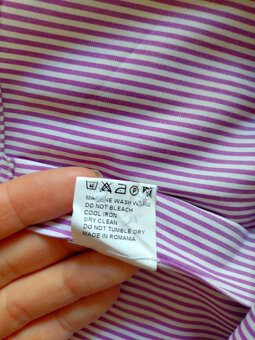 MACHINE WASH WARM
DO NOT BLEACH
COOL IRON
DRY CLEAN
DO NOT TUMBLE DRY
MADE IN ROMANIA